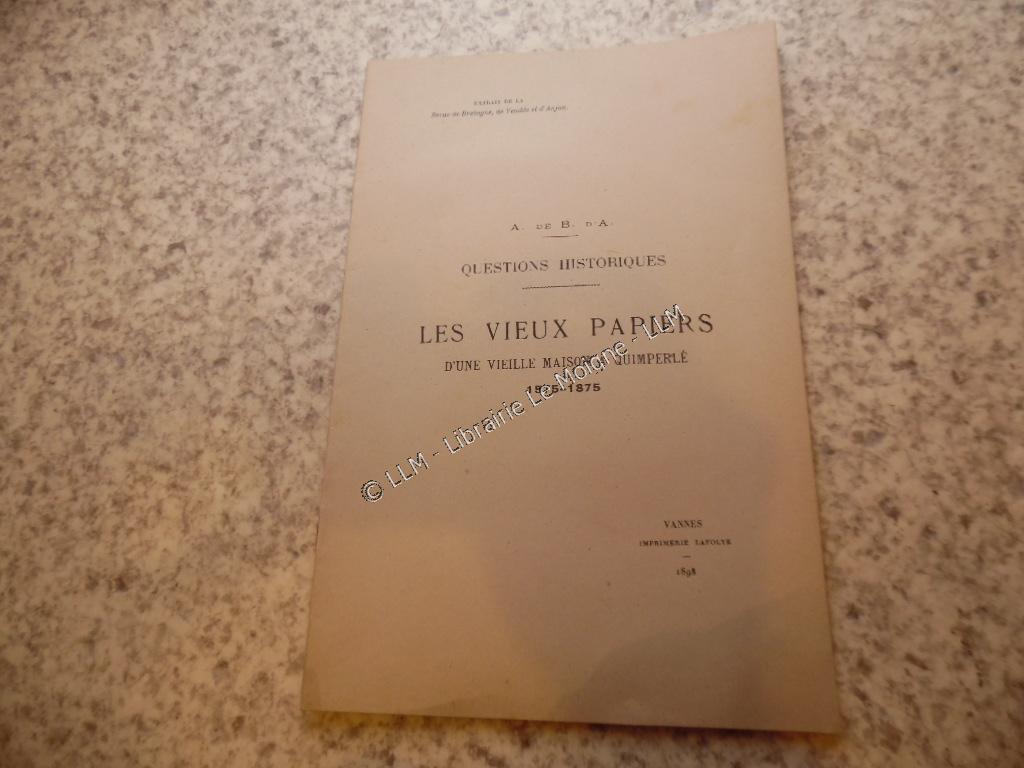 EXTRAIT DE LA
Revue de Bretagne, de Vendée et d'Anjou.
A. DE B. D'A.
QUESTIONS HISTORIQUES
LES VIEUX PAPIERS
D'UNE VIEILLE MAISON A QUIMPERLÉ
1875
© LLM - Librairie Le Moigne - LLM
VANNES
IMPRIMERIE LAFOLYE
1898